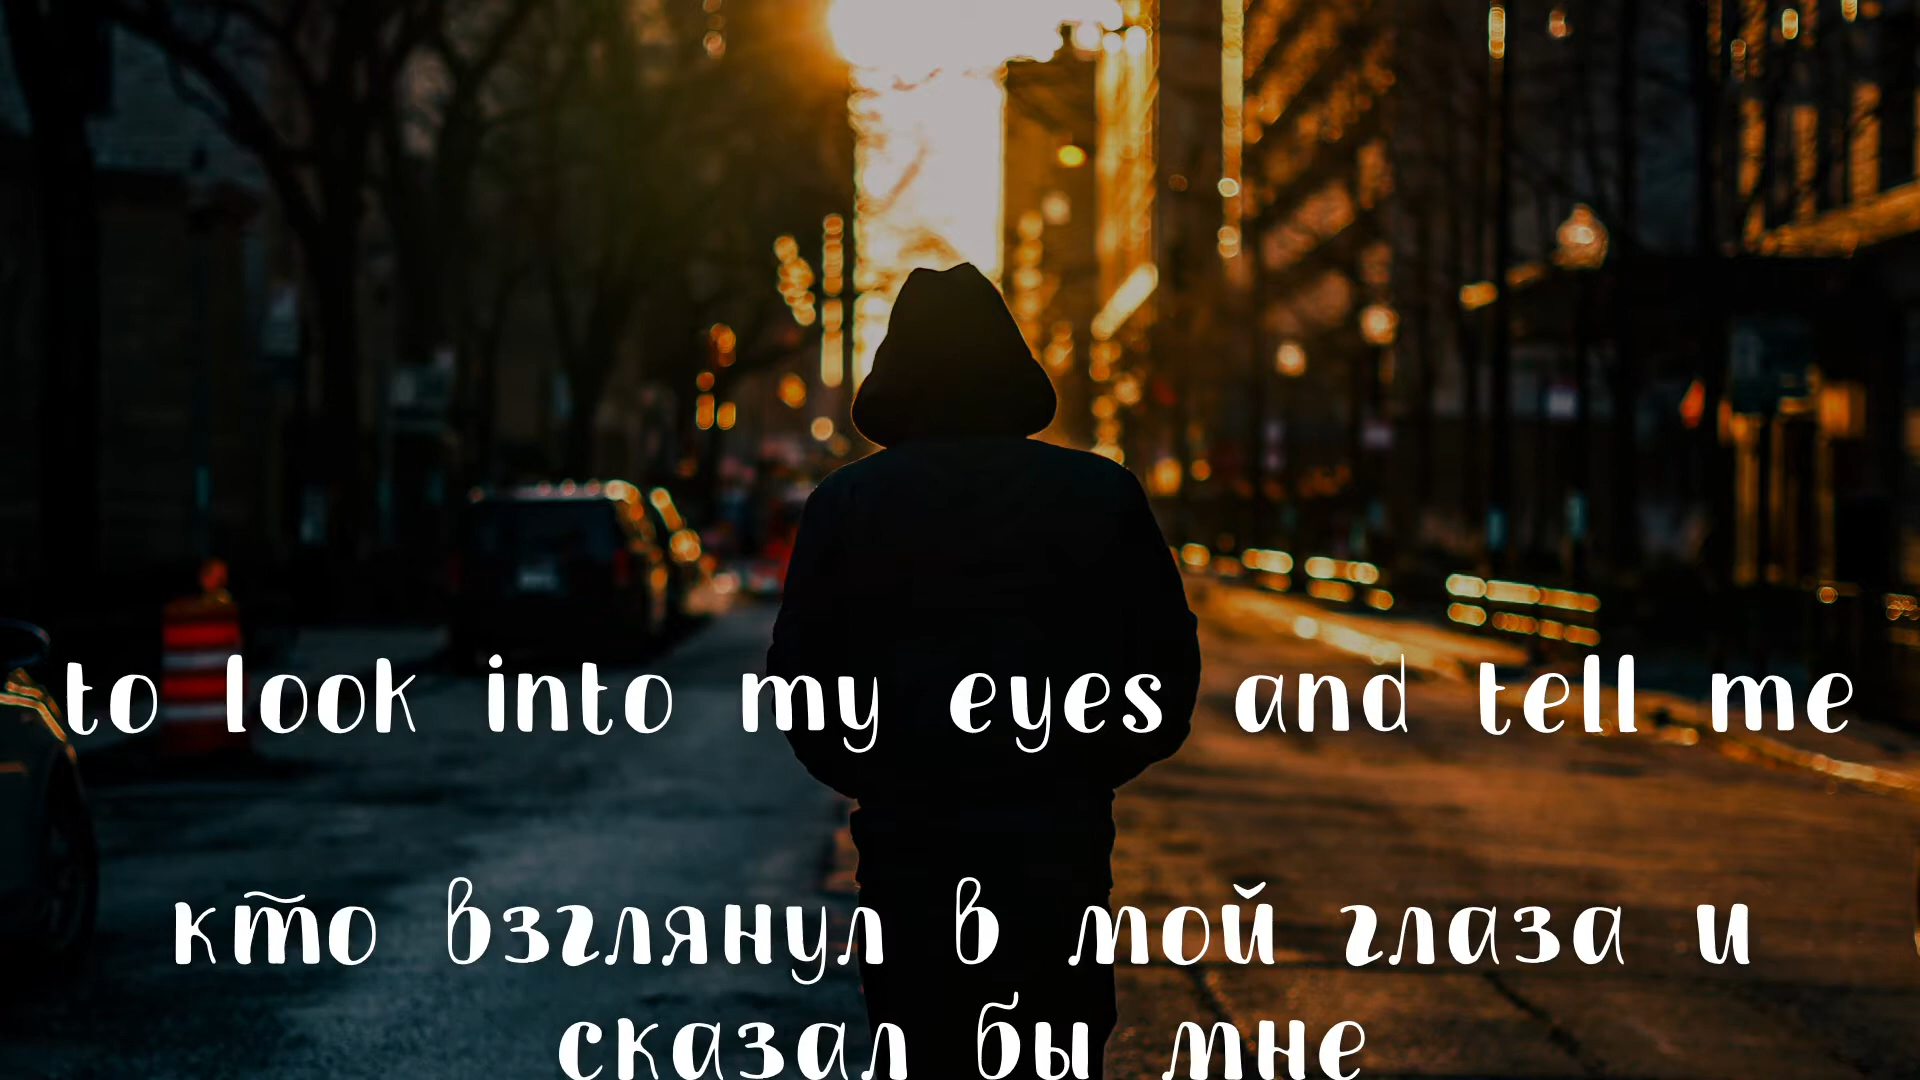 to look into my eyes and tell me
кто взглянул в мой глаза и
сказал бы мне